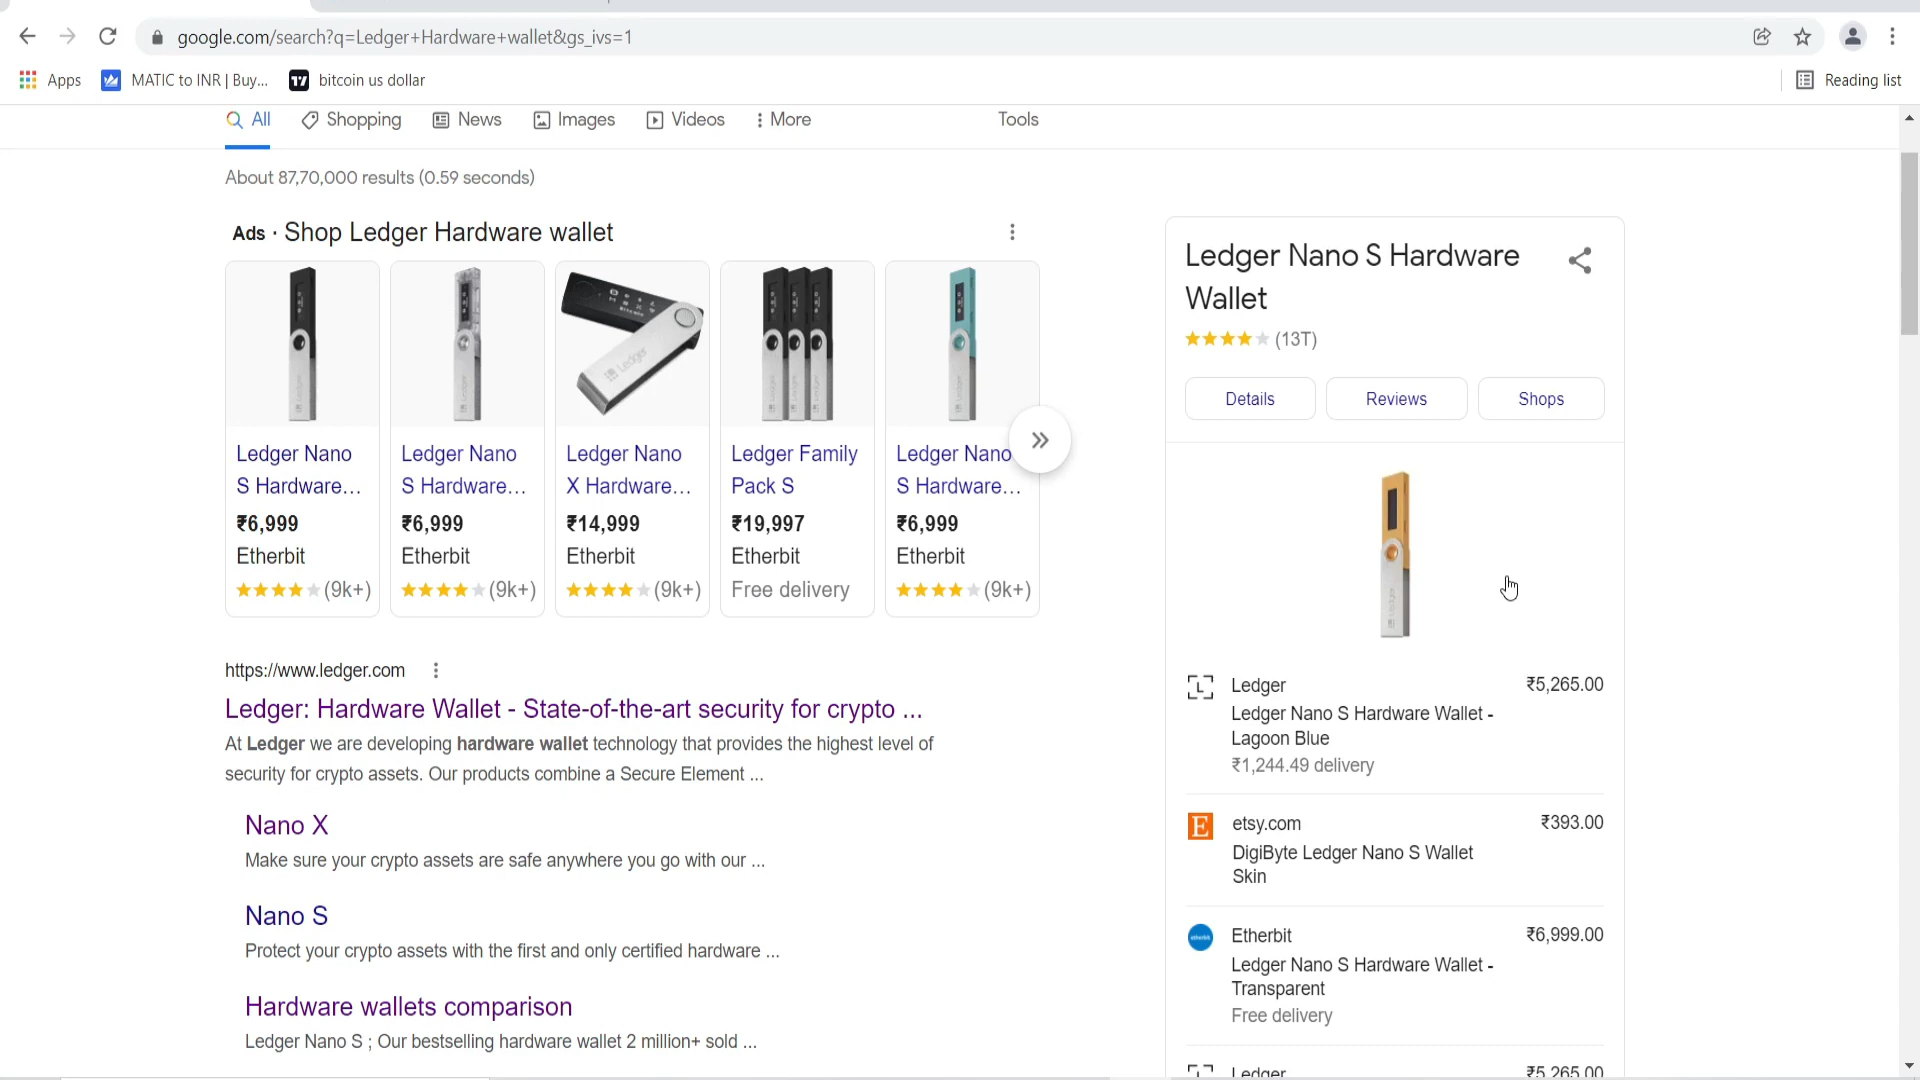 google.com/search?q=Ledger+Hardware+wallet&gs_ivs=1
Apps
MATIC to INR | Buy...
bitcoin us dollar
Reading list
All
Shopping
News
Images
Videos
More
Tools
About 87,70,000 results (0.59 seconds)
Ads · Shop Ledger Hardware wallet
Ledger Nano
S Hardware...
₹6,999
Etherbit
(9k+)
Ledger Nano
S Hardware...
₹6,999
Etherbit
(9k+)
Ledger Nano
X Hardware...
₹14,999
Etherbit
(9k+)
Ledger Family
Pack S
₹19,997
Etherbit
Free delivery
Ledger Nano
S Hardware...
₹6,999
Etherbit
(9k+)
https://www.ledger.com
Ledger: Hardware Wallet - State-of-the-art security for crypto ...
At Ledger we are developing hardware wallet technology that provides the highest level of
security for crypto assets. Our products combine a Secure Element ...
Nano X
Make sure your crypto assets are safe anywhere you go with our ...
Nano S
Protect your crypto assets with the first and only certified hardware ...
Hardware wallets comparison
Ledger Nano S ; Our bestselling hardware wallet 2 million+ sold ...
Ledger Nano S Hardware
Wallet
(13T)
Details
Reviews
Shops
Ledger
₹5,265.00
Ledger Nano S Hardware Wallet -
Lagoon Blue
₹1,244.49 delivery
etsy.com
₹393.00
DigiByte Ledger Nano S Wallet
Skin
Etherbit
₹6,999.00
Ledger Nano S Hardware Wallet -
Transparent
Free delivery
Ledger
₹5,265.00